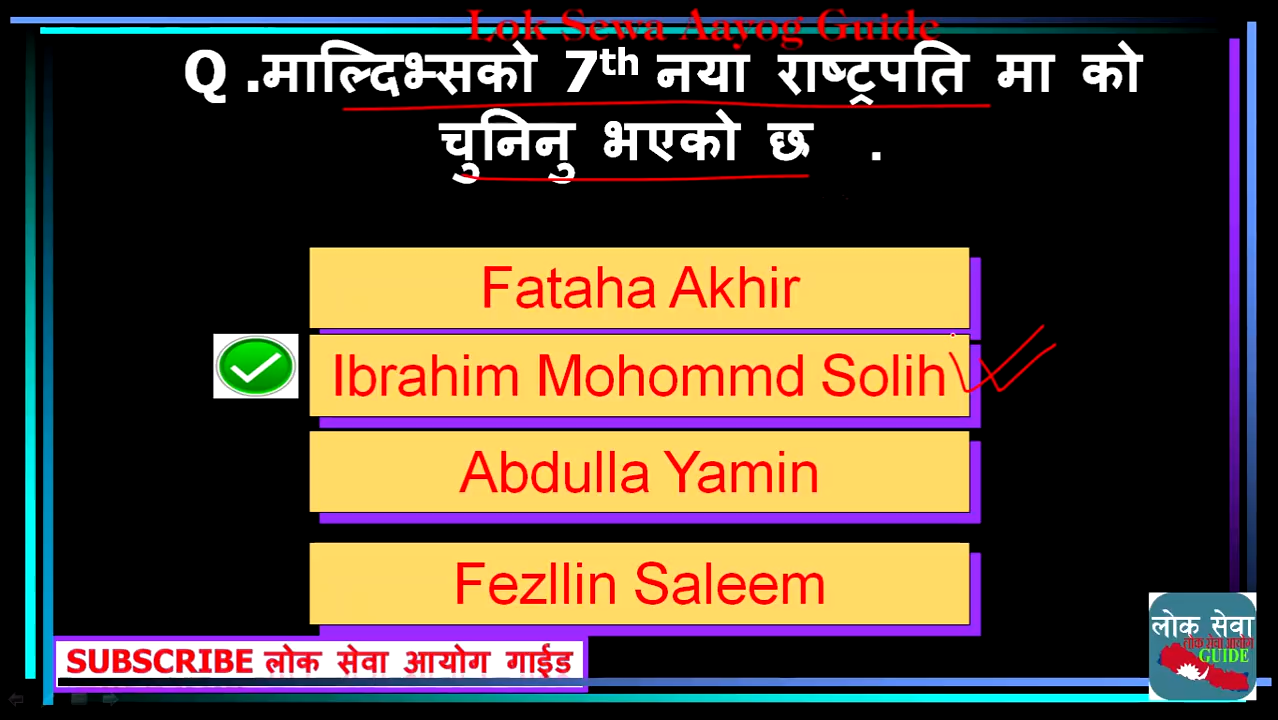 Lok Sewa Aayog Guide
Q .माल्दिभ्सको 7th नया राष्ट्रपति मा को
चुनिनु भएको छ .
Fataha Akhir
Ibrahim Mohommd Solih
Abdulla Yamin
Fezllin Saleem
SUBSCRIBE लोक सेवा आयोग गाईड
लोक सेवा
लोक सेवा आयोग
GUIDE